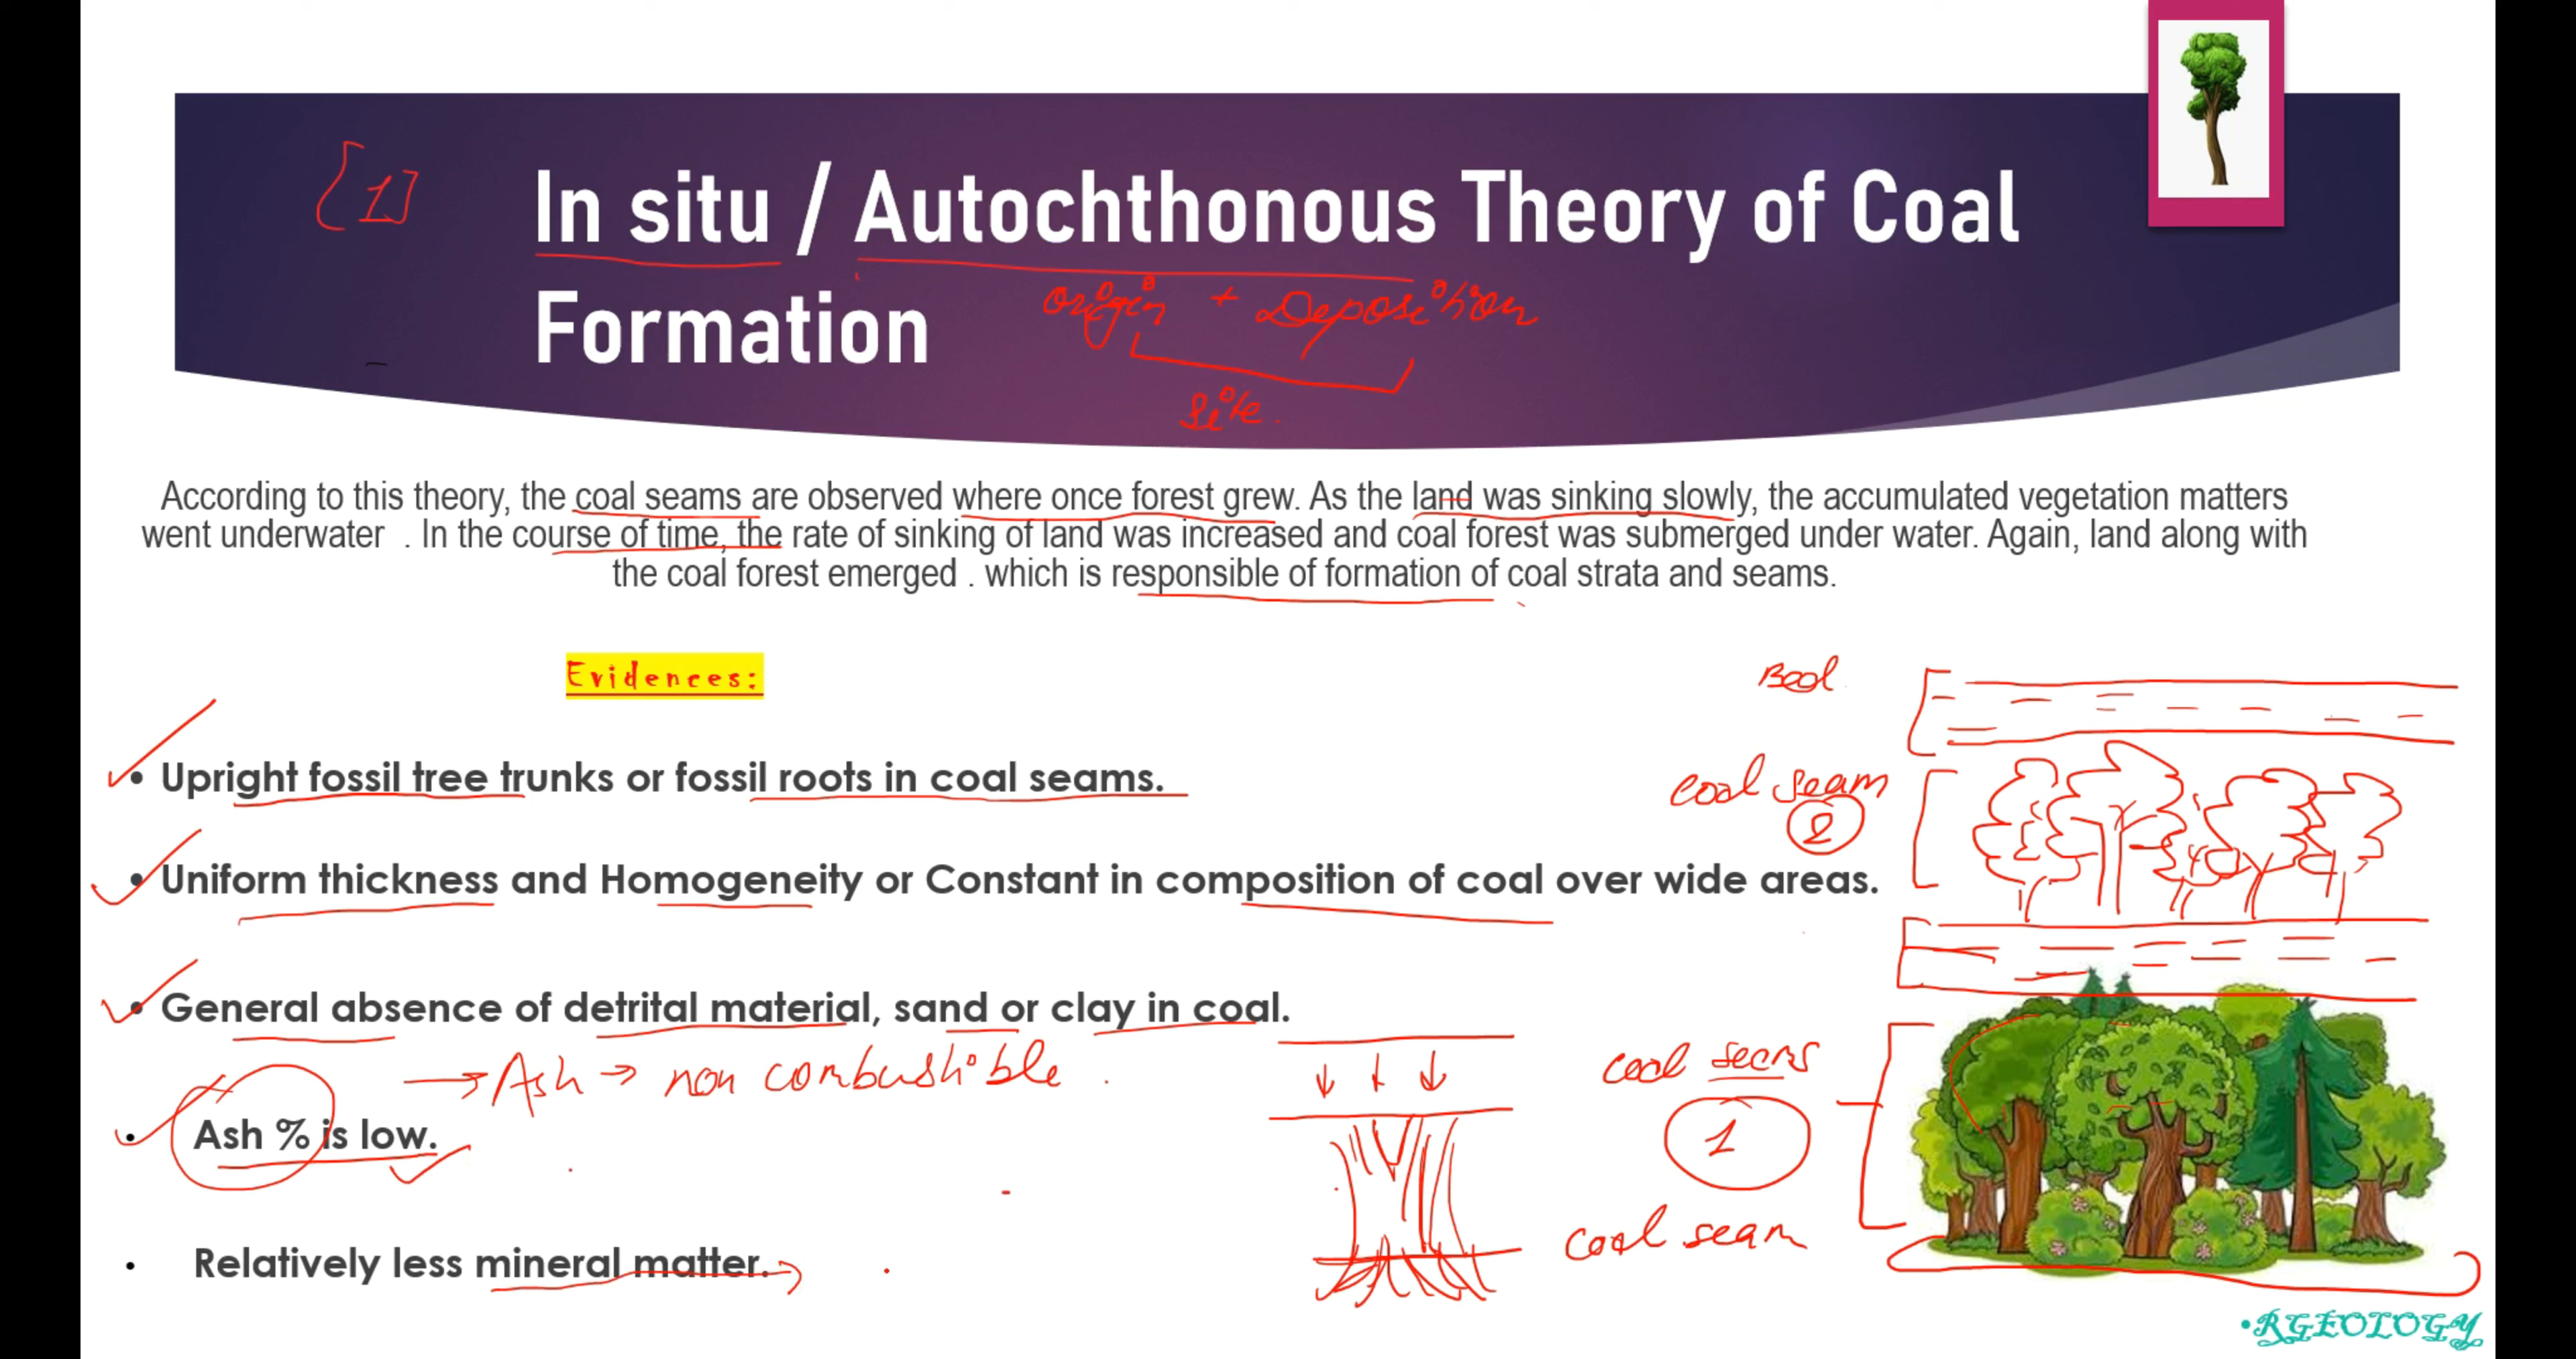 [1]
In situ / Autochthonous Theory of Coal
Formation
origin + Deposition
site.
According to this theory, the coal seams are observed where once forest grew. As the land was sinking slowly, the accumulated vegetation matters
went underwater . In the course of time, the rate of sinking of land was increased and coal forest was submerged under water. Again, land along with
the coal forest emerged . which is responsible of formation of coal strata and seams.
Evidences:
Bed
• Upright fossil tree trunks or fossil roots in coal seams.
coal seam
2
• Uniform thickness and Homogeneity or Constant in composition of coal over wide areas.
• General absence of detrital material, sand or clay in coal.
→ Ash → non combustible .
coal seams
1
• Ash % is low.
coal seam
• Relatively less mineral matter.
•RGEOLOGY